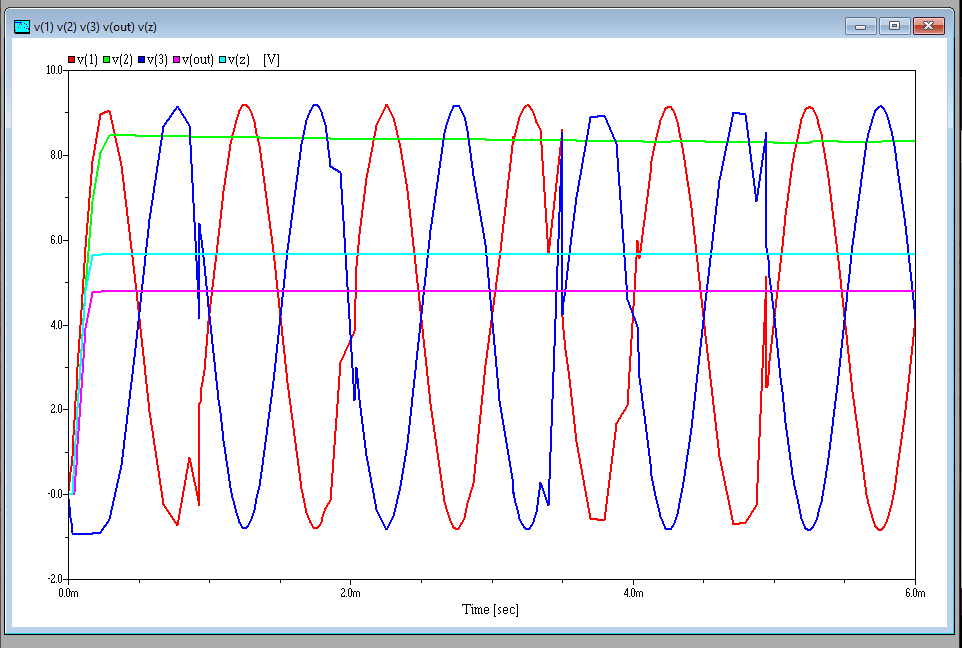 v(1) v(2) v(3) v(out) v(z)
v(1) v(2) v(3) v(out) v(z) [V]
10.0
8.0
6.0
4.0
2.0
-0.0
-2.0
0.0m 2.0m 4.0m 6.0m
Time [sec]